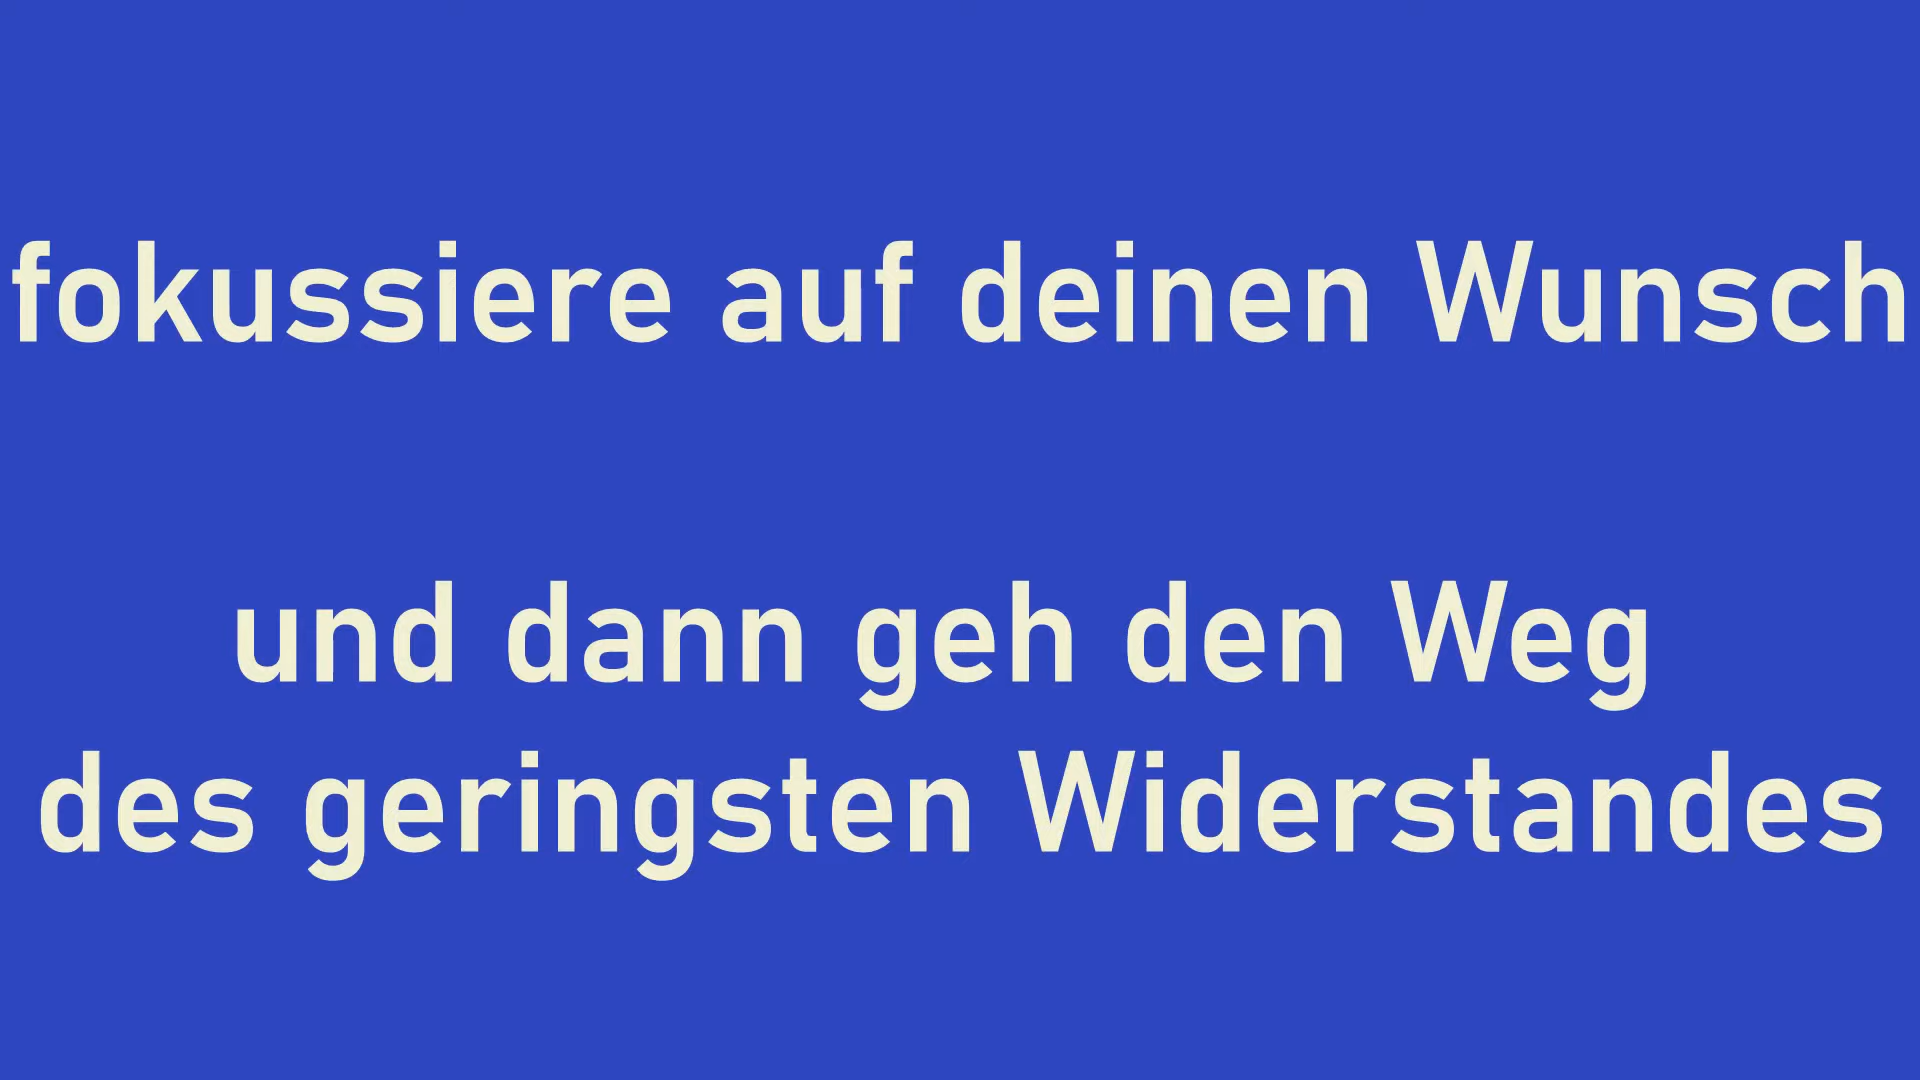 fokussiere auf deinen Wunsch
und dann geh den Weg
des geringsten Widerstandes